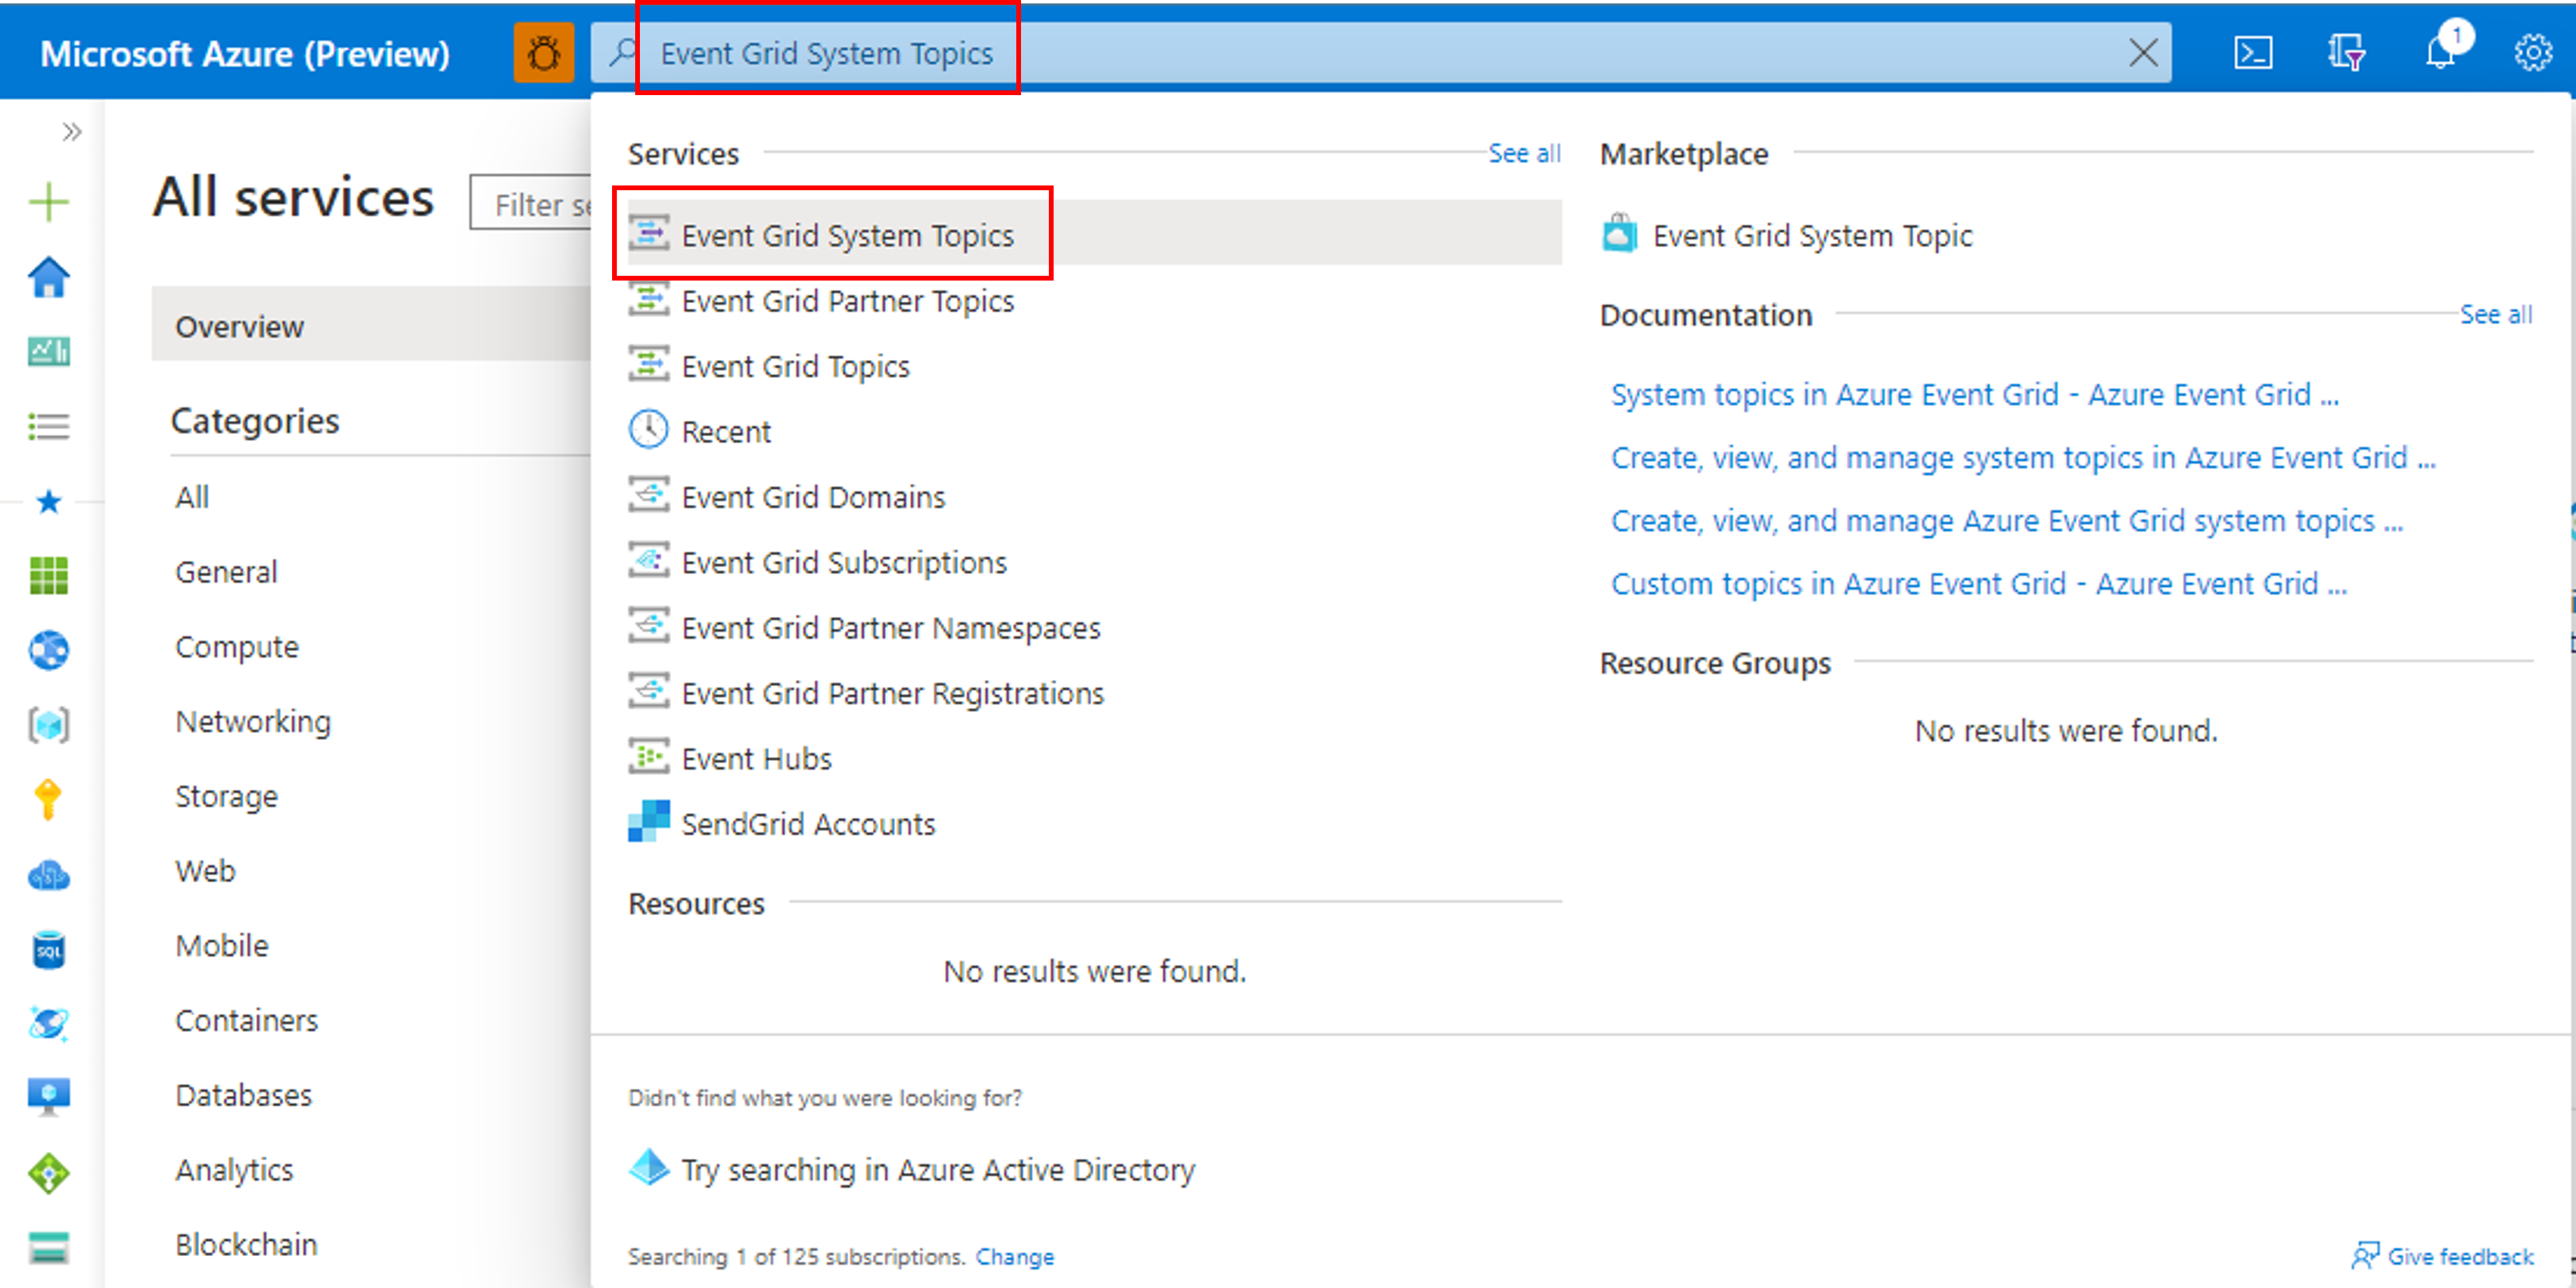 Microsoft Azure (Preview)
Event Grid System Topics
1
All services
Filter se
Overview
Categories
All
General
Compute
Networking
Storage
Web
Mobile
Containers
Databases
Analytics
Blockchain
SQL
Services
See all
Event Grid System Topics
Event Grid Partner Topics
Event Grid Topics
Recent
Event Grid Domains
Event Grid Subscriptions
Event Grid Partner Namespaces
Event Grid Partner Registrations
Event Hubs
SendGrid Accounts
Resources
No results were found.
Marketplace
Event Grid System Topic
Documentation
See all
System topics in Azure Event Grid - Azure Event Grid ...
Create, view, and manage system topics in Azure Event Grid ...
Create, view, and manage Azure Event Grid system topics ...
Custom topics in Azure Event Grid - Azure Event Grid ...
Resource Groups
No results were found.
Didn't find what you were looking for?
Try searching in Azure Active Directory
Searching 1 of 125 subscriptions. Change
Give feedback